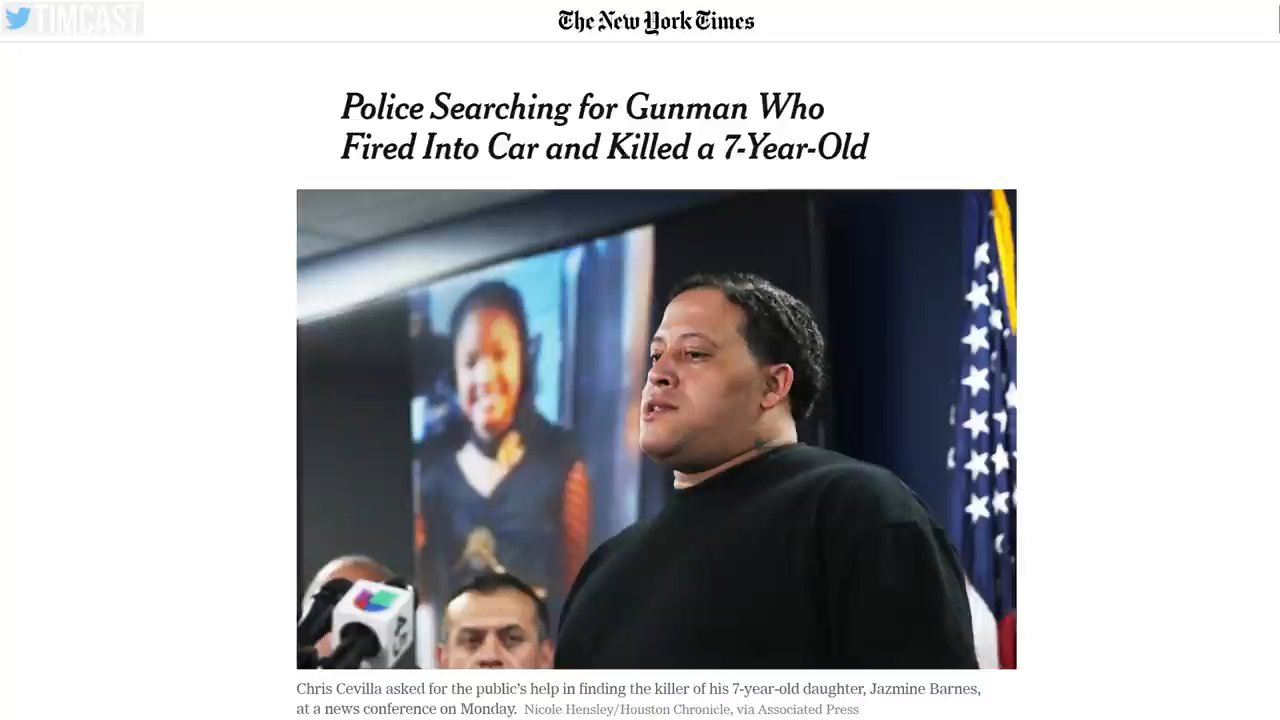 TIMCAST
The New York Times
Police Searching for Gunman Who
Fired Into Car and Killed a 7-Year-Old
Chris Cevilla asked for the public's help in finding the killer of his 7-year-old daughter, Jazmine Barnes,
at a news conference on Monday. Nicole Hensley/Houston Chronicle, via Associated Press